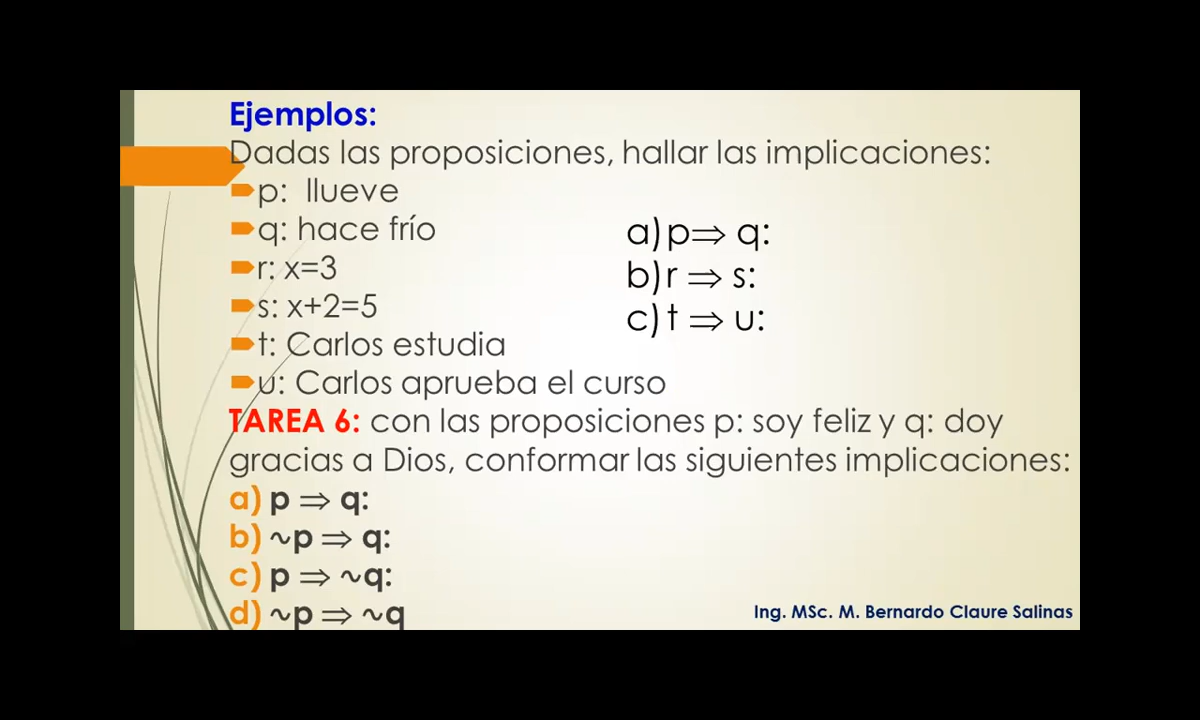 Ejemplos:
Dadas las proposiciones, hallar las implicaciones:
p: llueve
q: hace frío
r: x=3
s: x+2=5
t: Carlos estudia
u: Carlos aprueba el curso
a) p⇒ q:
b) r ⇒ s:
c) t ⇒ u:
TAREA 6: con las proposiciones p: soy feliz y q: doy
gracias a Dios, conformar las siguientes implicaciones:
a) p ⇒ q:
b) ~p ⇒ q:
c) p ⇒ ~q:
d) ~p ⇒ ~q
Ing. MSc. M. Bernardo Claure Salinas